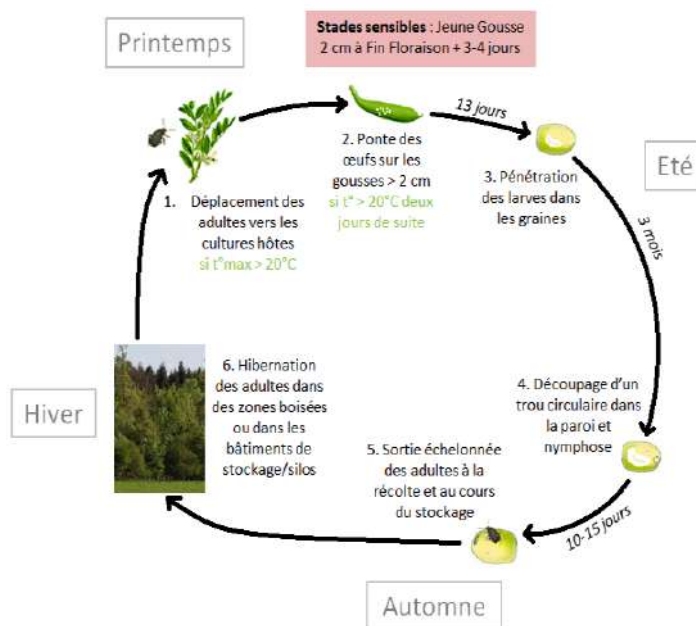 Printemps
Stades sensibles : Jeune Gousse
2 cm à Fin Floraison + 3-4 jours
13 jours
2. Ponte des
œufs sur les
gousses > 2 cm
si t° > 20°C deux
jours de suite
Eté
3. Pénétration
des larves dans
les graines
1. Déplacement des
adultes vers les
cultures hôtes
si t°max > 20°C
3 mois
6. Hibernation
des adultes dans
des zones boisées
ou dans les
bâtiments de
stockage/silos
Hiver
4. Découpage d'un
trou circulaire dans
la paroi et
nymphose
5. Sortie échelonnée
des adultes à la
récolte et au cours
du stockage
10-15 jours
Automne